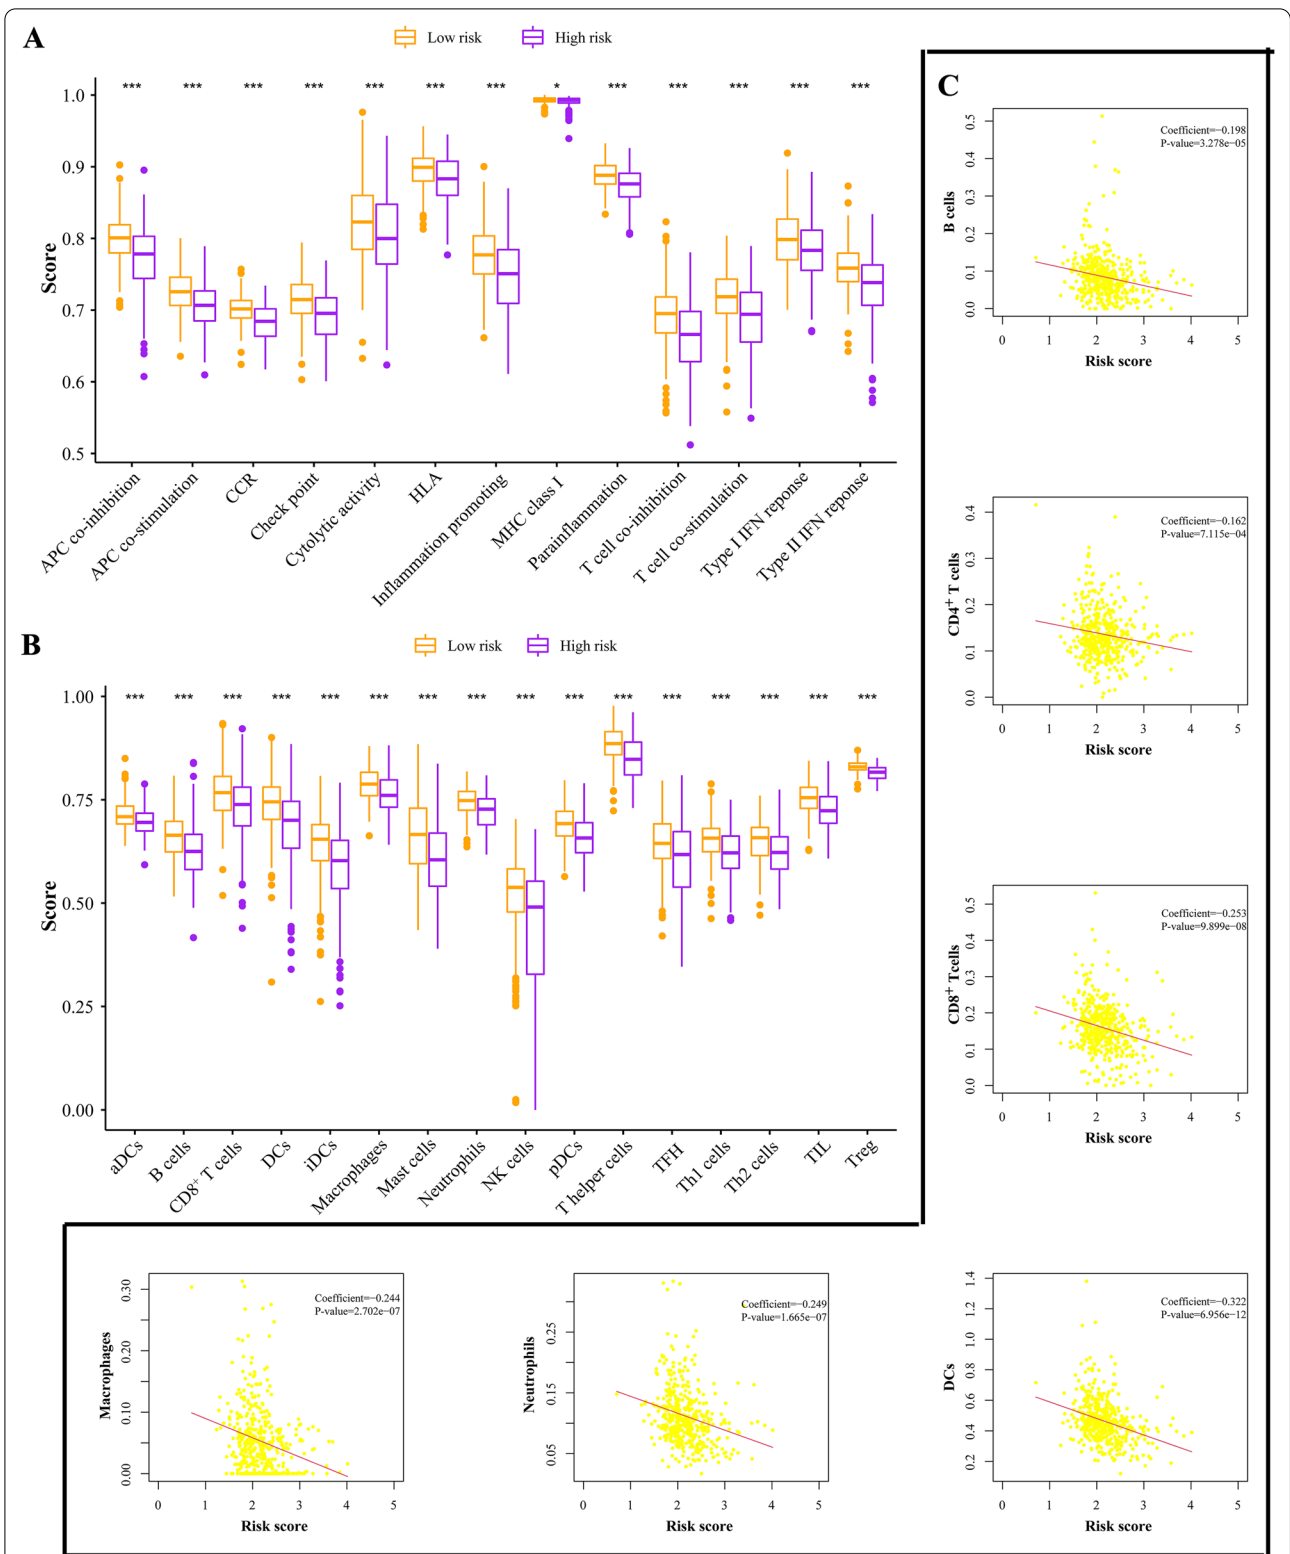 A
Low risk
High risk
*** *** *** *** *** *** *** * *** *** *** *** ***
1.0
0.9
0.8
0.7
0.6
0.5
Score
APC co-inhibition
APC co-stimulation
CCR
Check point
Cytolytic activity
HLA
Inflammation promoting
MHC class I
Parainflammation
T cell co-inhibition
T cell co-stimulation
Type I IFN reponse
Type II IFN reponse
B
Low risk
High risk
*** *** *** *** *** *** *** *** *** *** *** *** *** *** *** ***
1.00
0.75
0.50
0.25
0.00
Score
aDCs
B cells
CD8+ T cells
DCs
iDCs
Macrophages
Mast cells
Neutrophils
NK cells
pDCs
T helper cells
TFH
Th1 cells
Th2 cells
TIL
Treg
C
Coefficient=−0.198
P-value=3.278e−05
B cells
0.0 0.1 0.2 0.3 0.4 0.5
0 1 2 3 4 5
Risk score
Coefficient=−0.162
P-value=7.115e−04
CD4+ T cells
0.0 0.1 0.2 0.3 0.4
0 1 2 3 4 5
Risk score
Coefficient=−0.253
P-value=9.899e−08
CD8+ Tcells
0.0 0.1 0.2 0.3 0.4 0.5
0 1 2 3 4 5
Risk score
Coefficient=−0.244
P-value=2.702e−07
Macrophages
0.00 0.10 0.20 0.30
0 1 2 3 4 5
Risk score
Coefficient=−0.249
P-value=1.665e−07
Neutrophils
0.05 0.15 0.25
0 1 2 3 4 5
Risk score
Coefficient=−0.322
P-value=6.956e−12
DCs
0.2 0.4 0.6 0.8 1.0 1.2 1.4
0 1 2 3 4 5
Risk score